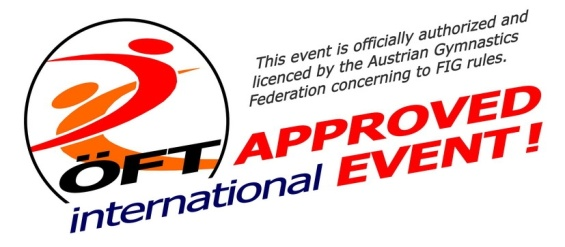 This event is officially authorized and
licenced by the Austrian Gymnastics
Federation concerning to FIG rules.
ÖFT APPROVED
international EVENT!